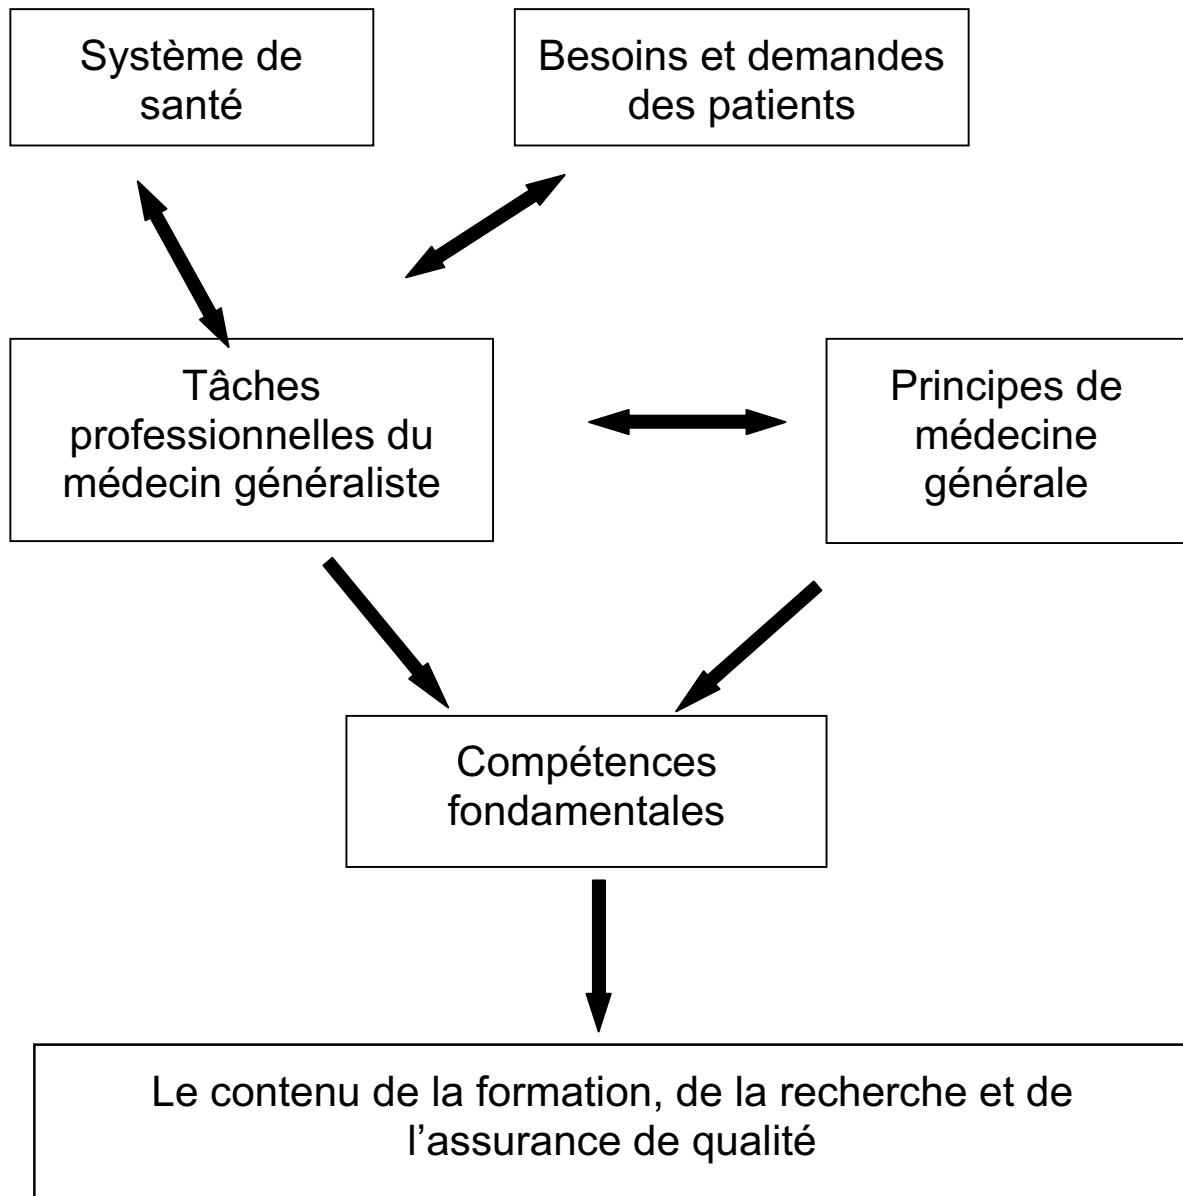 Système de
santé
Besoins et demandes
des patients
Tâches
professionnelles du
médecin généraliste
Principes de
médecine
générale
Compétences
fondamentales
Le contenu de la formation, de la recherche et de
l’assurance de qualité